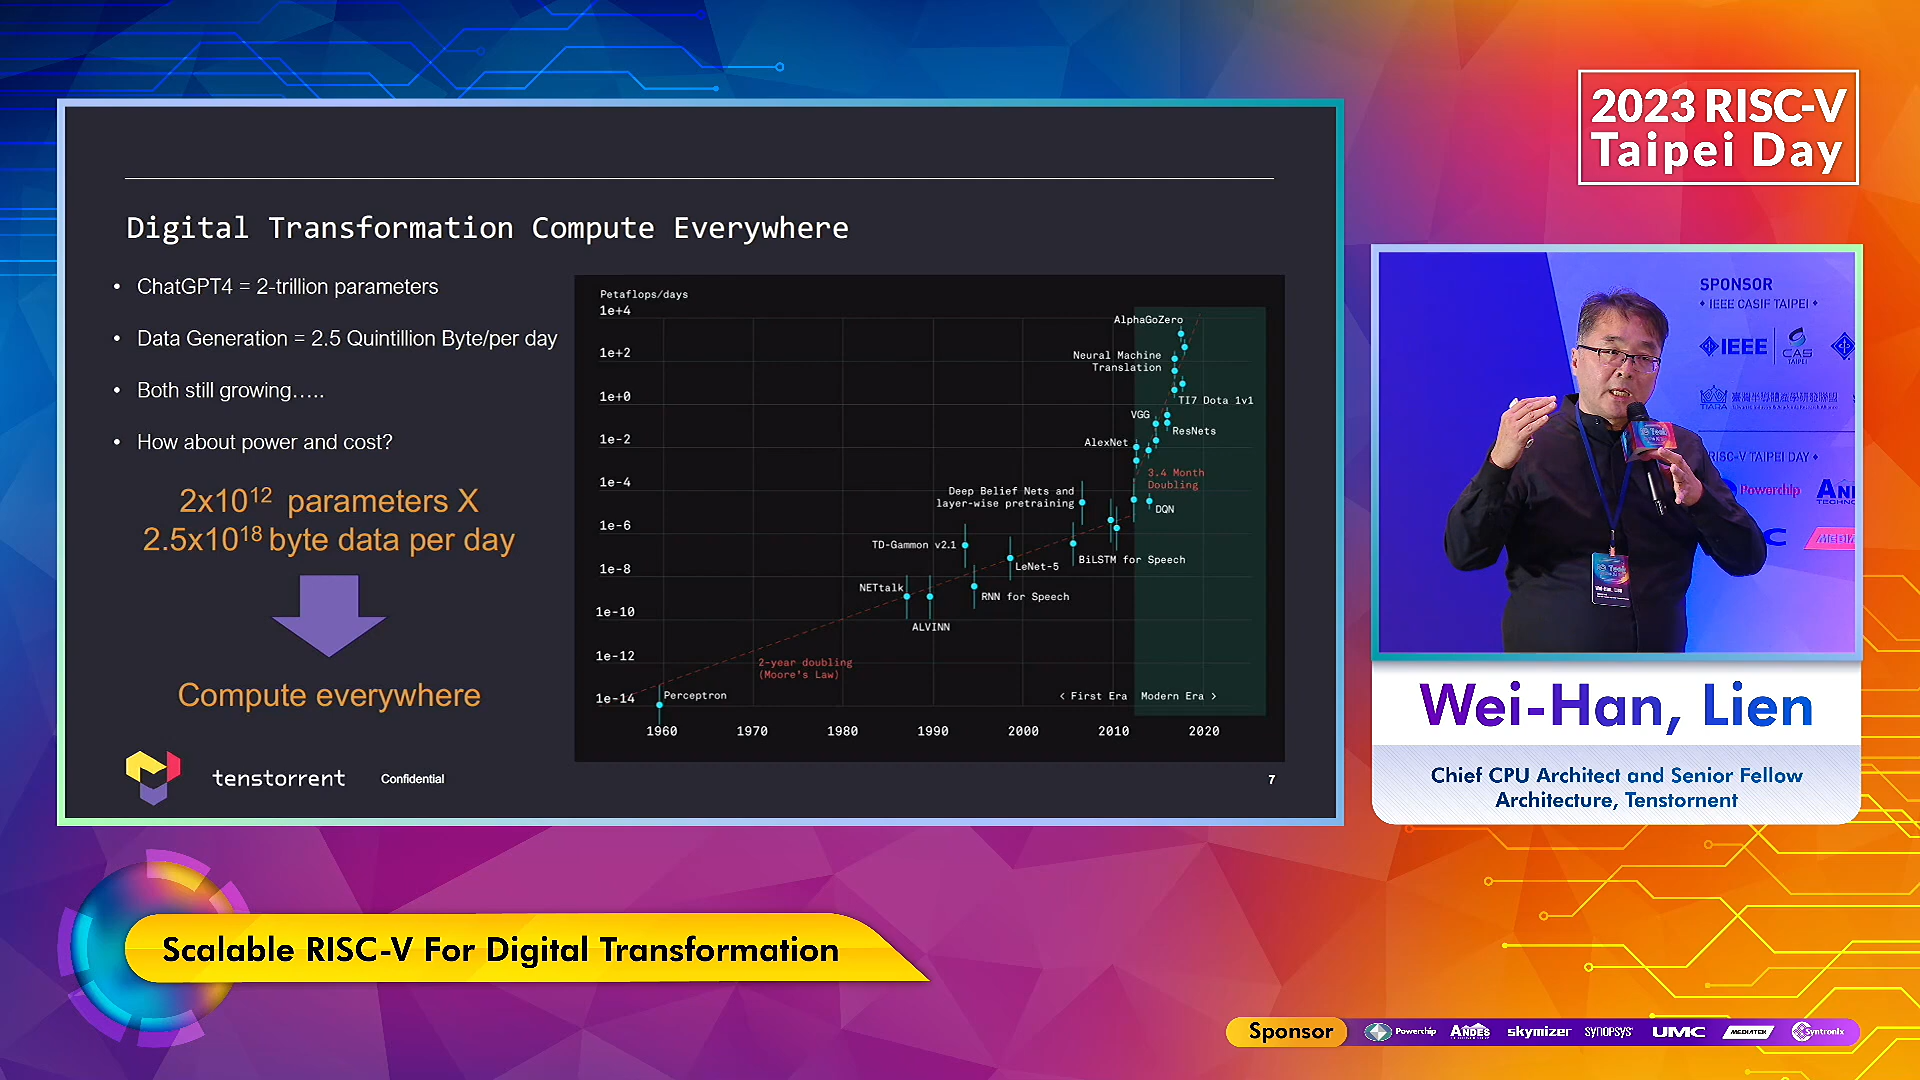 2023 RISC-V
Taipei Day
Digital Transformation Compute Everywhere
• ChatGPT4 = 2-trillion parameters
• Data Generation = 2.5 Quintillion Byte/per day
• Both still growing…..
• How about power and cost?
2x10¹² parameters X
2.5x10¹⁸ byte data per day
Compute everywhere
tenstorrent
Confidential
7
Petaflops/days
1e+4
1e+2
1e+0
1e-2
1e-4
1e-6
1e-8
1e-10
1e-12
1e-14
AlphaGoZero
Neural Machine
Translation
TI7 Dota 1v1
VGG
ResNets
AlexNet
3.4 Month
Doubling
Deep Belief Nets and
layer-wise pretraining
DQN
TD-Gammon v2.1
BiLSTM for Speech
LeNet-5
NETtalk
RNN for Speech
ALVINN
2-year doubling
(Moore's Law)
Perceptron
< First Era
Modern Era >
1960
1970
1980
1990
2000
2010
2020
SPONSOR
• IEEE CASIF TAIPEI •
IEEE
CAS
TAIPEI
TIARA
RISC-V TAIPEI DAY •
Powerchip
Wei-Han, Lien
Wei-Han, Lien
Chief CPU Architect and Senior Fellow
Architecture, Tenstornent
Scalable RISC-V For Digital Transformation
Sponsor
Powerchip
ANDES
skymizer
SYNOPSYS
UMC
MEDIATEK
Syntronix